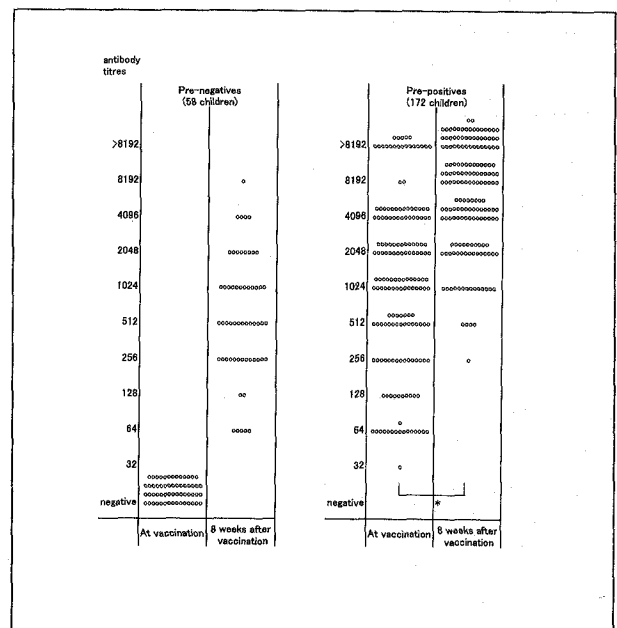 antibody
titres
Pre-negatives
(58 children)
>8192
8192
4096
2048
1024
512
256
128
64
32
negative
At vaccination
8 weeks after
vaccination
Pre-positives
(172 children)
>8192
8192
4096
2048
1024
512
256
128
64
32
negative
*
At vaccination
8 weeks after
vaccination